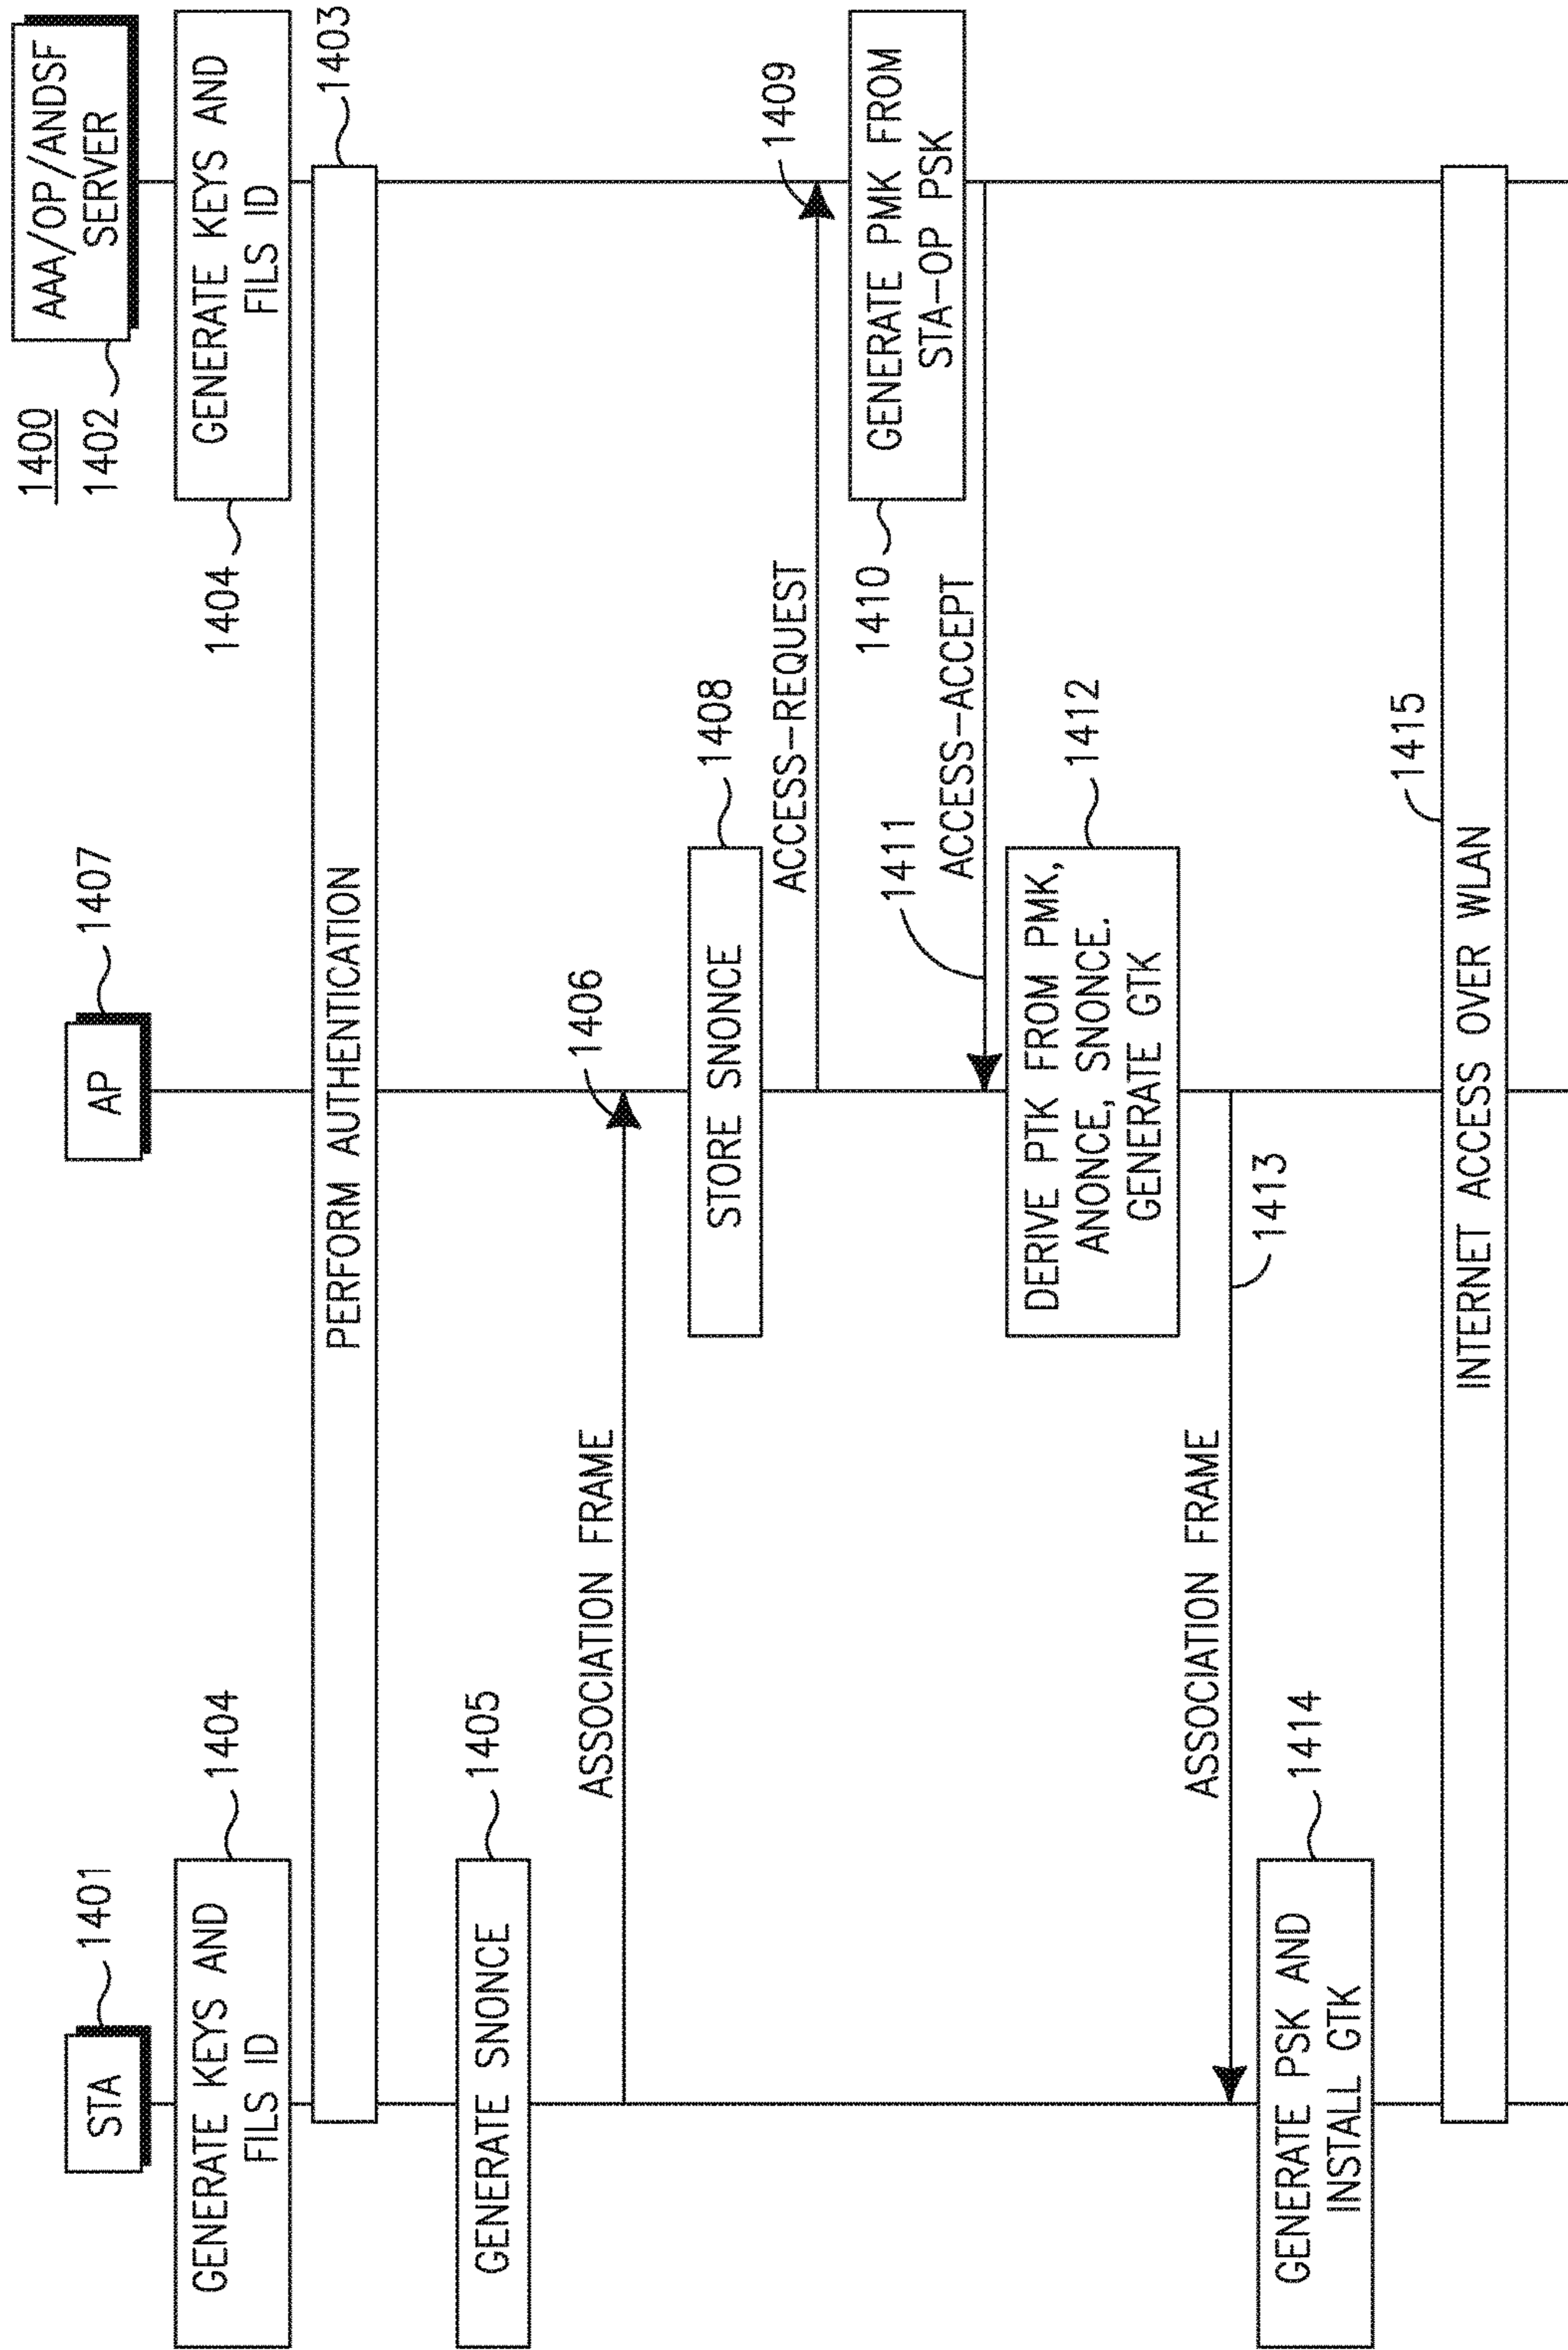 1400
STA
1401
AP
1407
AAA/OP/ANDSF
SERVER
1402
GENERATE KEYS AND
FILS ID
1404
GENERATE KEYS AND
FILS ID
1404
PERFORM AUTHENTICATION
1403
GENERATE SNONCE
1405
ASSOCIATION FRAME
1406
STORE SNONCE
1408
ACCESS-REQUEST
1409
GENERATE PMK FROM
STA-OP PSK
1410
ACCESS-ACCEPT
1411
DERIVE PTK FROM PMK,
ANONCE, SNONCE.
GENERATE GTK
1412
ASSOCIATION FRAME
1413
GENERATE PSK AND
INSTALL GTK
1414
INTERNET ACCESS OVER WLAN
1415